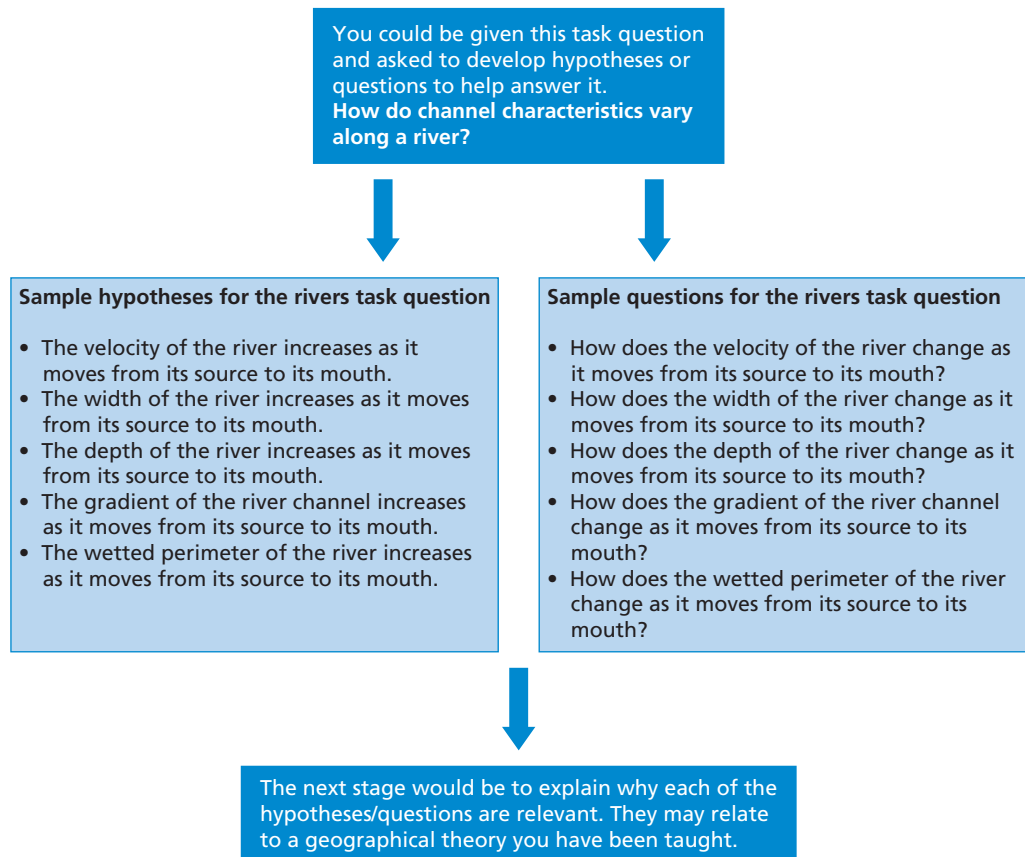 You could be given this task question
and asked to develop hypotheses or
questions to help answer it.
How do channel characteristics vary
along a river?
Sample hypotheses for the rivers task question
• The velocity of the river increases as it
moves from its source to its mouth.
• The width of the river increases as it moves
from its source to its mouth.
• The depth of the river increases as it moves
from its source to its mouth.
• The gradient of the river channel increases
as it moves from its source to its mouth.
• The wetted perimeter of the river increases
as it moves from its source to its mouth.
Sample questions for the rivers task question
• How does the velocity of the river change as
it moves from its source to its mouth?
• How does the width of the river change as it
moves from its source to its mouth?
• How does the depth of the river change as it
moves from its source to its mouth?
• How does the gradient of the river channel
change as it moves from its source to its
mouth?
• How does the wetted perimeter of the river
change as it moves from its source to its
mouth?
The next stage would be to explain why each of the
hypotheses/questions are relevant. They may relate
to a geographical theory you have been taught.